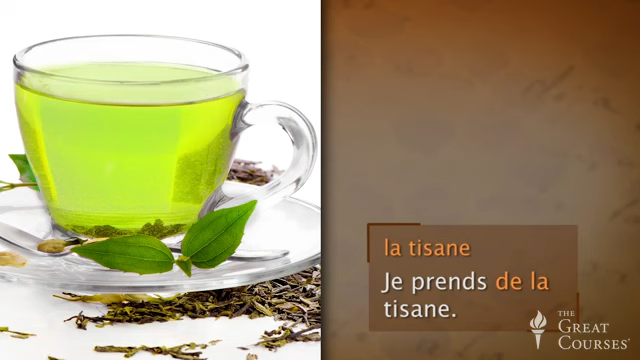 la tisane
Je prends de la
tisane.
THE
GREAT
COURSES